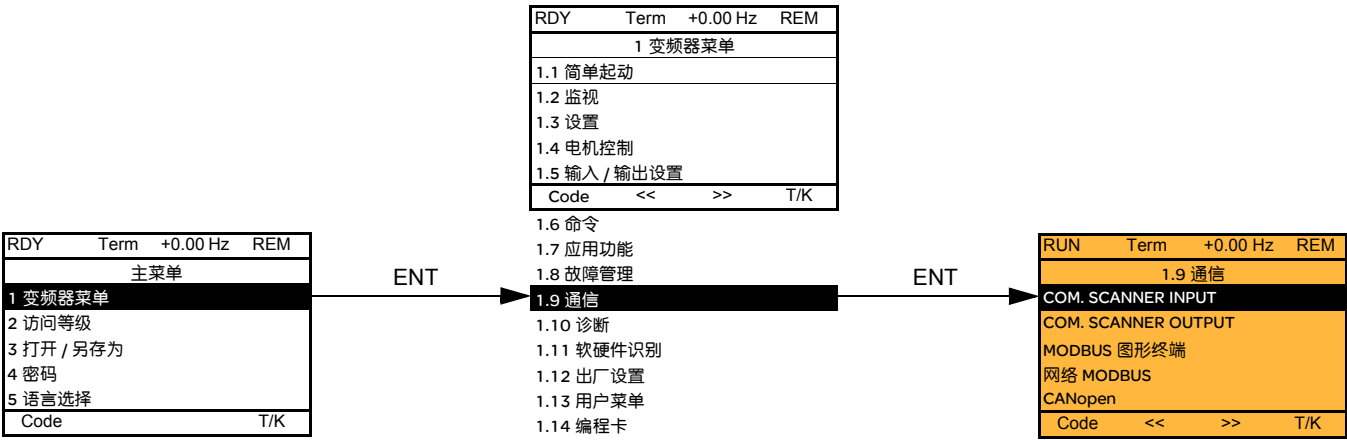 RDY Term +0.00 Hz REM
主菜单
1 变频器菜单
2 访问等级
3 打开 / 另存为
4 密码
5 语言选择
Code T/K
ENT
RDY Term +0.00 Hz REM
1 变频器菜单
1.1 简单起动
1.2 监视
1.3 设置
1.4 电机控制
1.5 输入 / 输出设置
Code << >> T/K
1.6 命令
1.7 应用功能
1.8 故障管理
1.9 通信
1.10 诊断
1.11 软硬件识别
1.12 出厂设置
1.13 用户菜单
1.14 编程卡
ENT
RUN Term +0.00 Hz REM
1.9 通信
COM. SCANNER INPUT
COM. SCANNER OUTPUT
MODBUS 图形终端
网络 MODBUS
CANopen
Code << >> T/K